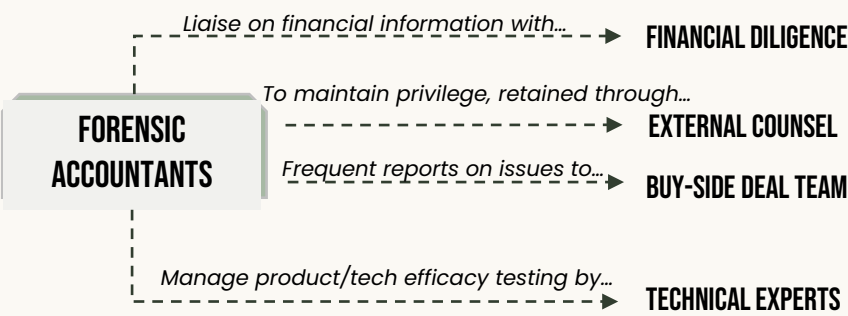 Liaise on financial information with...
FINANCIAL DILIGENCE
To maintain privilege, retained through...
FORENSIC
ACCOUNTANTS
EXTERNAL COUNSEL
Frequent reports on issues to...
BUY-SIDE DEAL TEAM
Manage product/tech efficacy testing by...
TECHNICAL EXPERTS